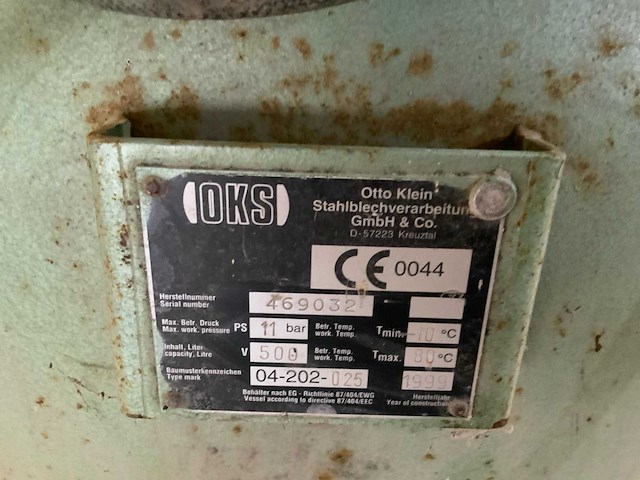 OKS
Otto Klein
Stahlblechverarbeitung
GmbH & Co.
D-57223 Kreuztal
CE 0044
Herstellnummer
Serial number
469032
Max. Betr. Druck
Max. work. pressure
PS 11 bar
Betr. Temp.
work. Temp.
Tmin. -10 °C
Inhalt, Liter
capacity, Litre
V 500
Betr. Temp.
work. Temp.
Tmax. 80 °C
Baumusterkennzeichen
Type mark
04-202-025
1999
Behälter nach EG - Richtlinie 87/404/EWG
Vessel according to directive 87/404/EEC
Herstelljahr
Year of construction